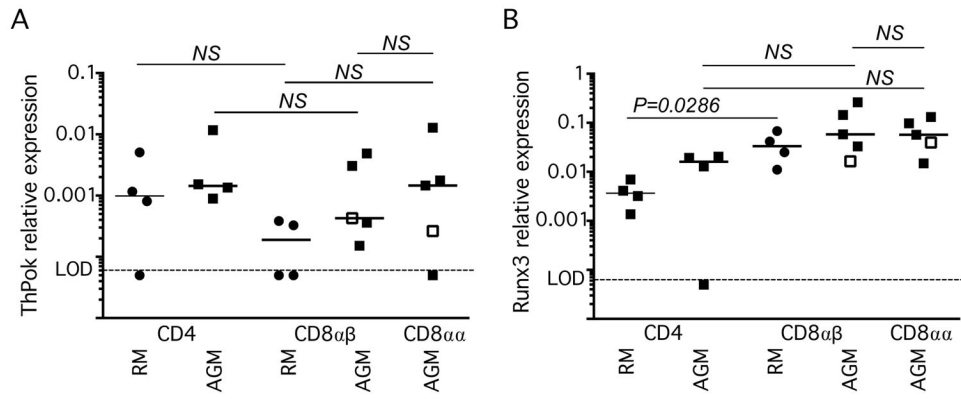 A
NS
NS
NS
NS
0.1
0.01
0.001
LOD
ThPok relative expression
CD4
CD8αβ
CD8αα
RM
AGM
RM
AGM
AGM
B
NS
NS
NS
P=0.0286
1
0.1
0.01
0.001
LOD
Runx3 relative expression
CD4
CD8αβ
CD8αα
RM
AGM
RM
AGM
AGM